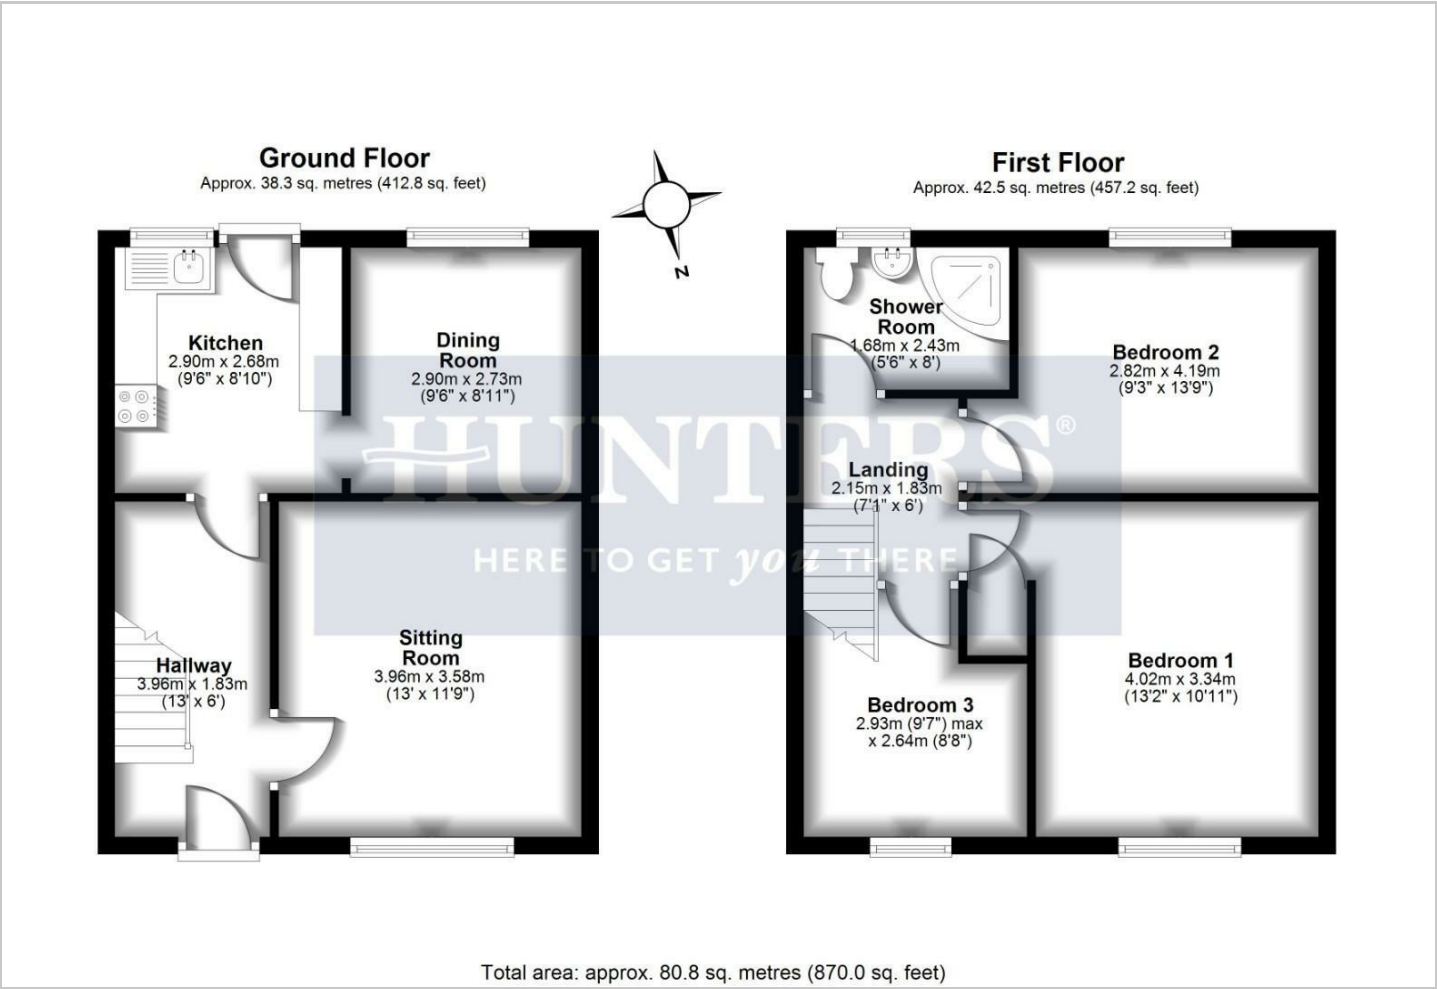 Ground Floor
Approx. 38.3 sq. metres (412.8 sq. feet)
First Floor
Approx. 42.5 sq. metres (457.2 sq. feet)
N
Kitchen
2.90m x 2.68m
(9'6" x 8'10")
Dining
Room
2.90m x 2.73m
(9'6" x 8'11")
Shower
Room
1.68m x 2.43m
(5'6" x 8')
Bedroom 2
2.82m x 4.19m
(9'3" x 13'9")
HUNTERS®
HERE TO GET you THERE
Landing
2.15m x 1.83m
(7'1" x 6')
Hallway
3.96m x 1.83m
(13' x 6')
Sitting
Room
3.96m x 3.58m
(13' x 11'9")
Bedroom 3
2.93m (9'7") max
x 2.64m (8'8")
Bedroom 1
4.02m x 3.34m
(13'2" x 10'11")
Total area: approx. 80.8 sq. metres (870.0 sq. feet)